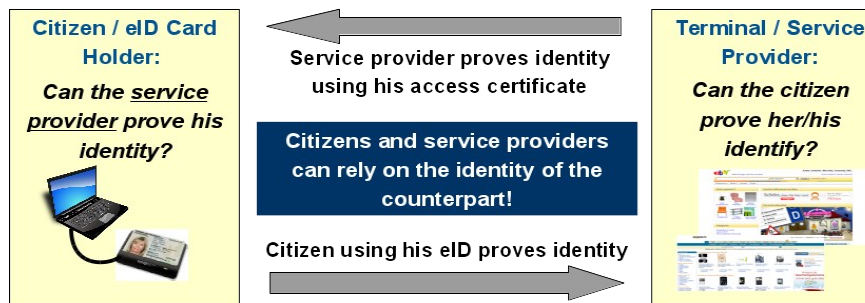 Citizen / eID Card
Holder:
Can the service
provider prove his
identity?
Service provider proves identity
using his access certificate
Citizens and service providers
can rely on the identity of the
counterpart!
Citizen using his eID proves identity
Terminal / Service
Provider:
Can the citizen
prove her/his
identify?
ebY